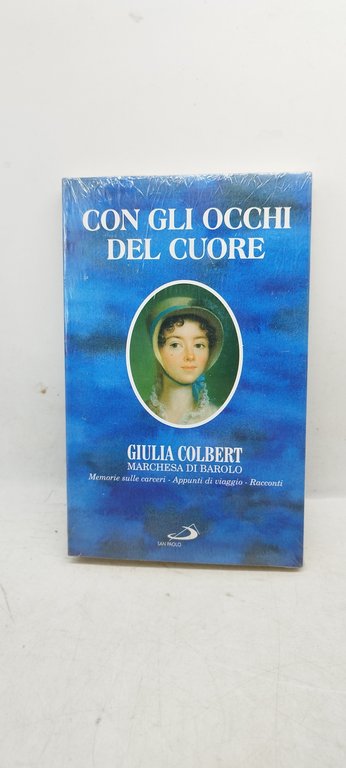 CON GLI OCCHI
DEL CUORE
GIULIA COLBERT
MARCHESA DI BAROLO
Memorie sulle carceri - Appunti di viaggio - Racconti
SAN PAOLO